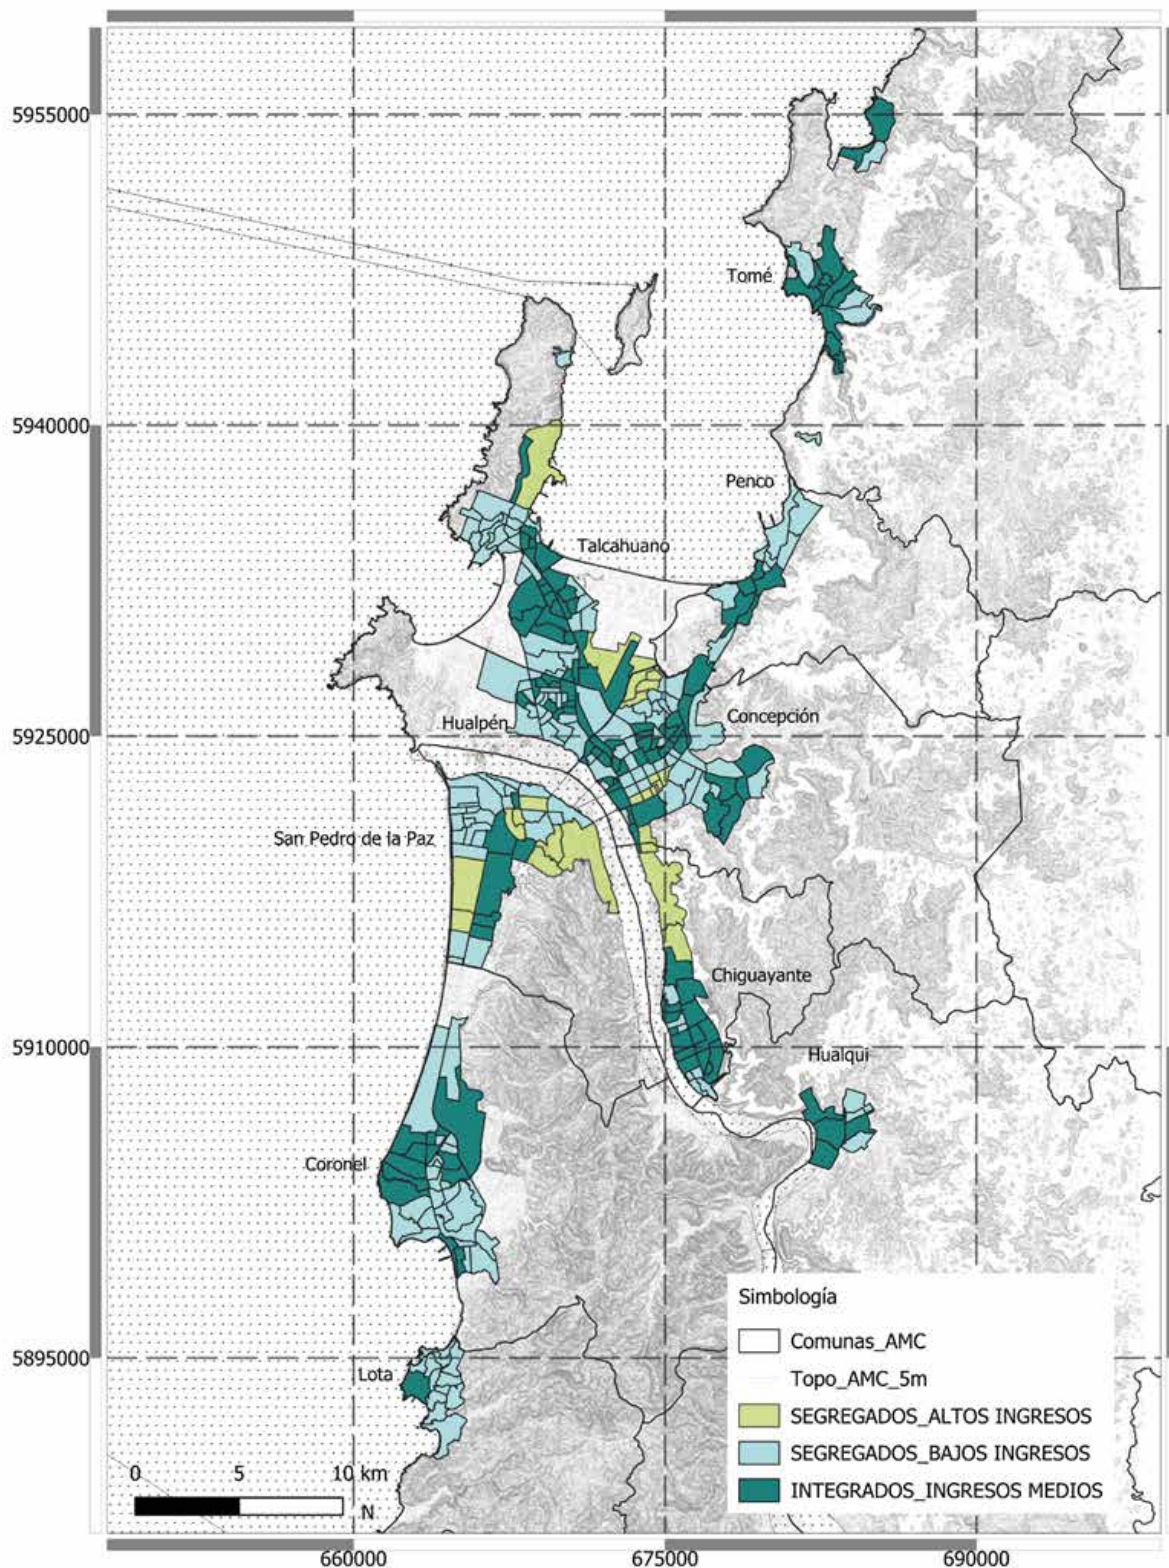 5955000
Tomé
5940000
Penco
Talcahuano
5925000
Hualpén
Concepción
San Pedro de la Paz
Chiguayante
5910000
Hualqui
Coronel
5895000
Lota
Simbología
Comunas_AMC
Topo_AMC_5m
SEGREGADOS_ALTOS INGRESOS
SEGREGADOS_BAJOS INGRESOS
INTEGRADOS_INGRESOS MEDIOS
0 5 10 km
N
660000 675000 690000